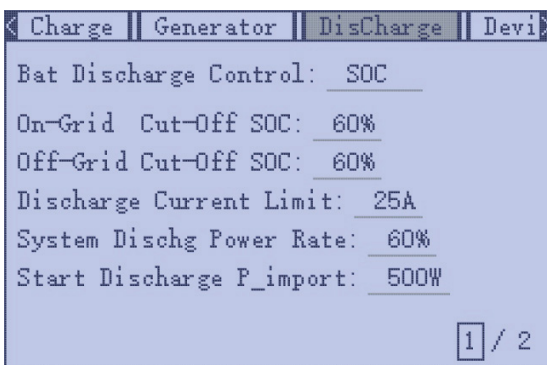 Charge Generator DisCharge Devi
Bat Discharge Control: SOC
On-Grid Cut-Off SOC: 60%
Off-Grid Cut-Off SOC: 60%
Discharge Current Limit: 25A
System Dischg Power Rate: 60%
Start Discharge P_import: 500W
1 / 2